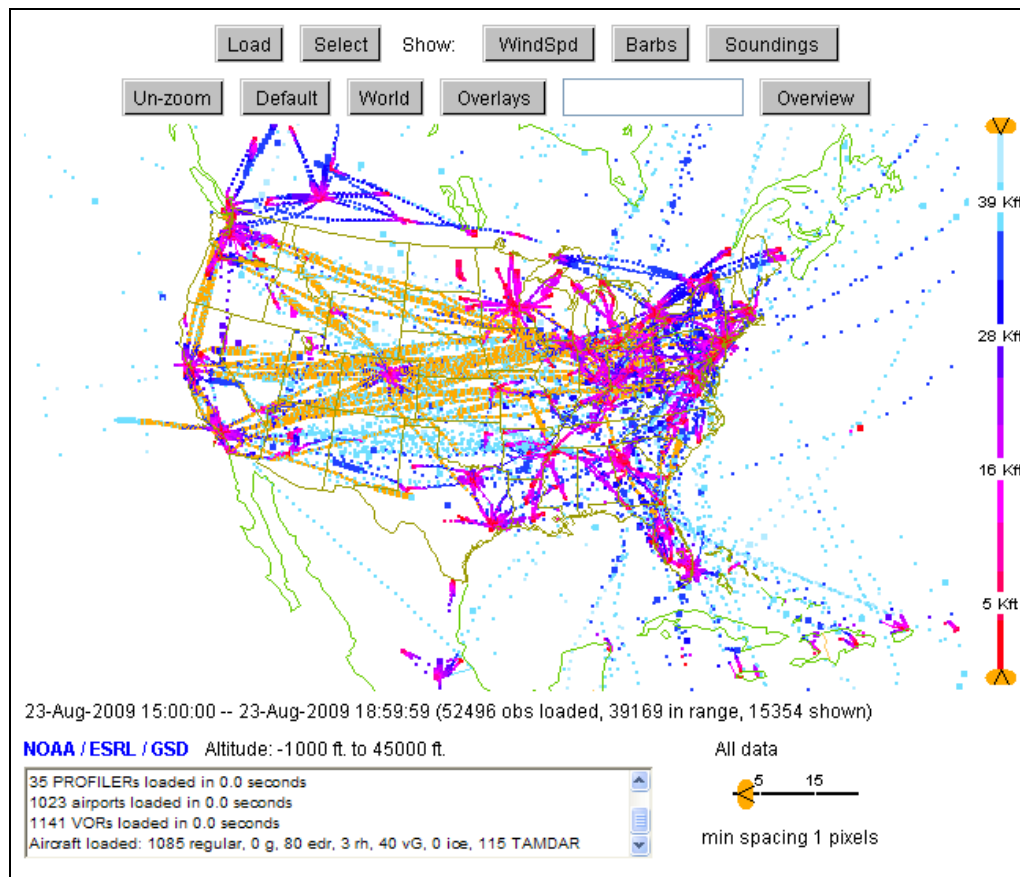 Load Select Show: WindSpd Barbs Soundings
Un-zoom Default World Overlays Overview
39 Kft
28 Kft
16 Kft
5 Kft
23-Aug-2009 15:00:00 -- 23-Aug-2009 18:59:59 (52496 obs loaded, 39169 in range, 15354 shown)
NOAA / ESRL / GSD Altitude: -1000 ft. to 45000 ft. All data
35 PROFILERs loaded in 0.0 seconds
1023 airports loaded in 0.0 seconds
1141 VORs loaded in 0.0 seconds
Aircraft loaded: 1085 regular, 0 g, 80 edr, 3 rh, 40 vG, 0 ice, 115 TAMDAR
5 15
min spacing 1 pixels